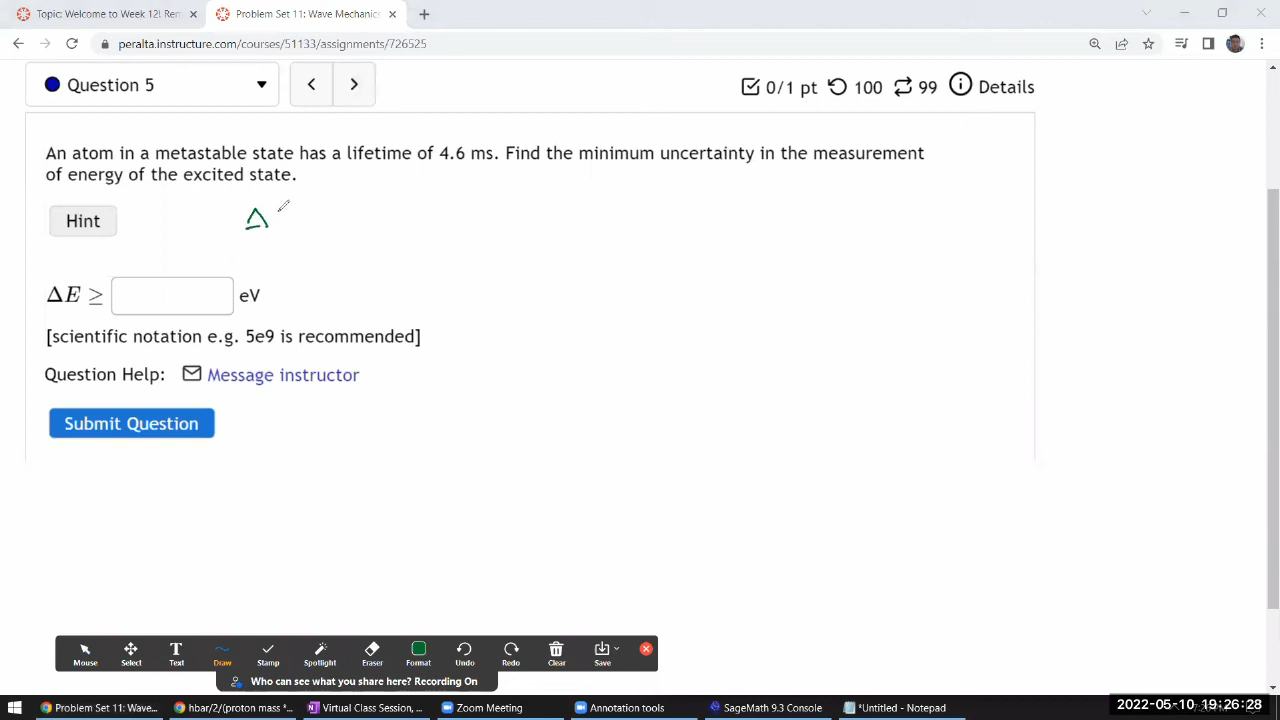 Topic: Welcome to Week 12! Rem
Problem Set 11: Wave Mechanics
peralta.instructure.com/courses/51133/assignments/726525
Question 5
0/1 pt 100 99 Details
An atom in a metastable state has a lifetime of 4.6 ms. Find the minimum uncertainty in the measurement
of energy of the excited state.
Hint
Δ
ΔE ≥ eV
[scientific notation e.g. 5e9 is recommended]
Question Help: Message instructor
Submit Question
Mouse Select Text Draw Stamp Spotlight Eraser Format Undo Redo Clear Save
Who can see what you share here? Recording On
Problem Set 11: Wave... hbar/2/(proton mass *... Virtual Class Session, ... Zoom Meeting Annotation tools SageMath 9.3 Console *Untitled - Notepad
2022-05-10 19:26:28